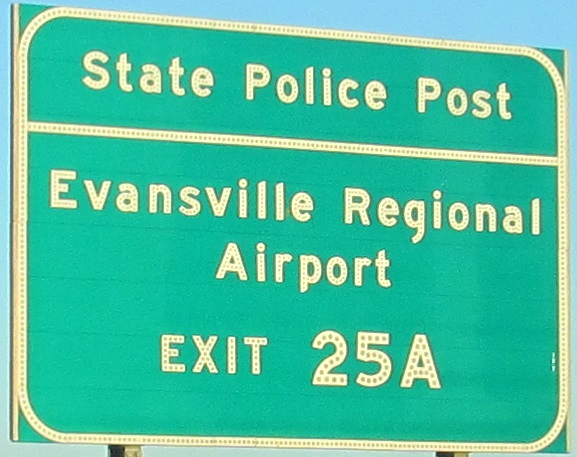 State Police Post
Evansville Regional
Airport
EXIT 25A